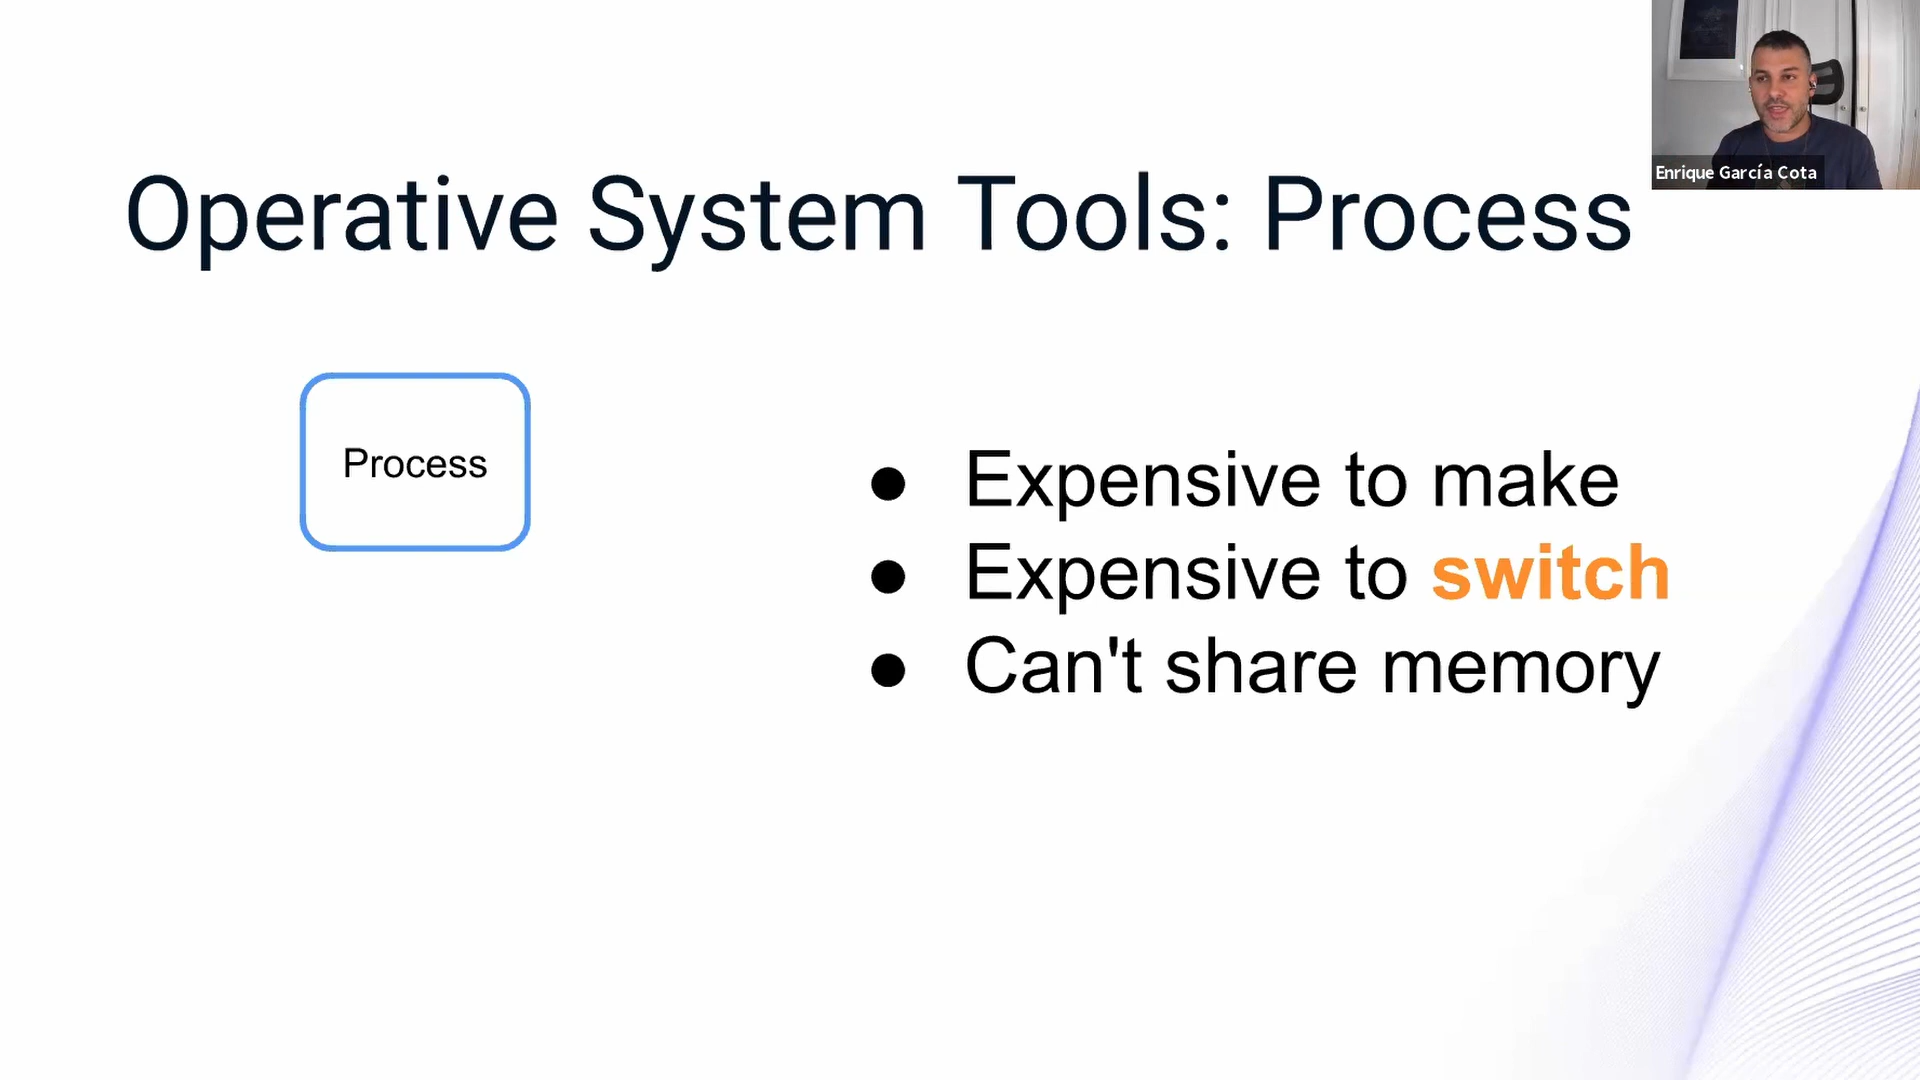 Enrique García Cota
Operative System Tools: Process
Process
● Expensive to make
● Expensive to switch
● Can't share memory